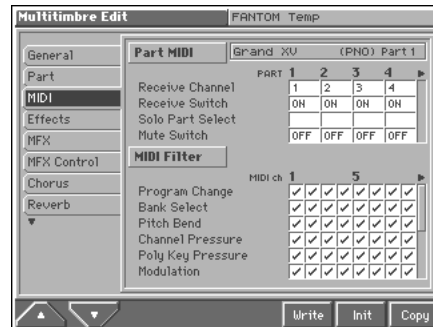 Multitimbre Edit FANTOM Temp
General
Part
MIDI
Effects
MFX
MFX Control
Chorus
Reverb
Part MIDI Grand XV (PNO) Part 1
PART 1 2 3 4
Receive Channel 1 2 3 4
Receive Switch ON ON ON ON
Solo Part Select
Mute Switch OFF OFF OFF OFF
MIDI Filter
MIDI ch 1 5
Program Change
Bank Select
Pitch Bend
Channel Pressure
Poly Key Pressure
Modulation
Write Init Copy